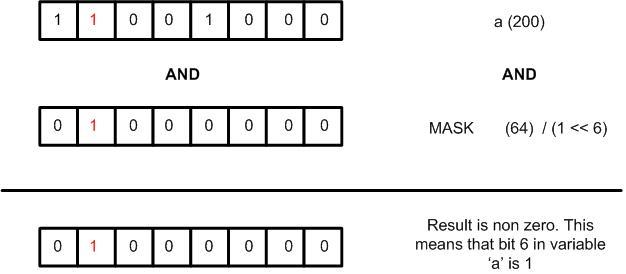 1 1 0 0 1 0 0 0 a (200)
AND AND
0 1 0 0 0 0 0 0 MASK (64) / (1 << 6)
0 1 0 0 0 0 0 0
Result is non zero. This
means that bit 6 in variable
‘a’ is 1